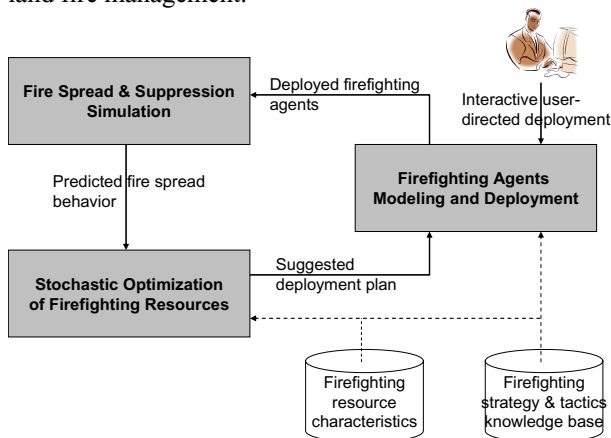 land fire management.
Fire Spread & Suppression
Simulation
Deployed firefighting
agents
Interactive user-
directed deployment
Predicted fire spread
behavior
Firefighting Agents
Modeling and Deployment
Stochastic Optimization
of Firefighting Resources
Suggested
deployment plan
Firefighting
resource
characteristics
Firefighting
strategy & tactics
knowledge base